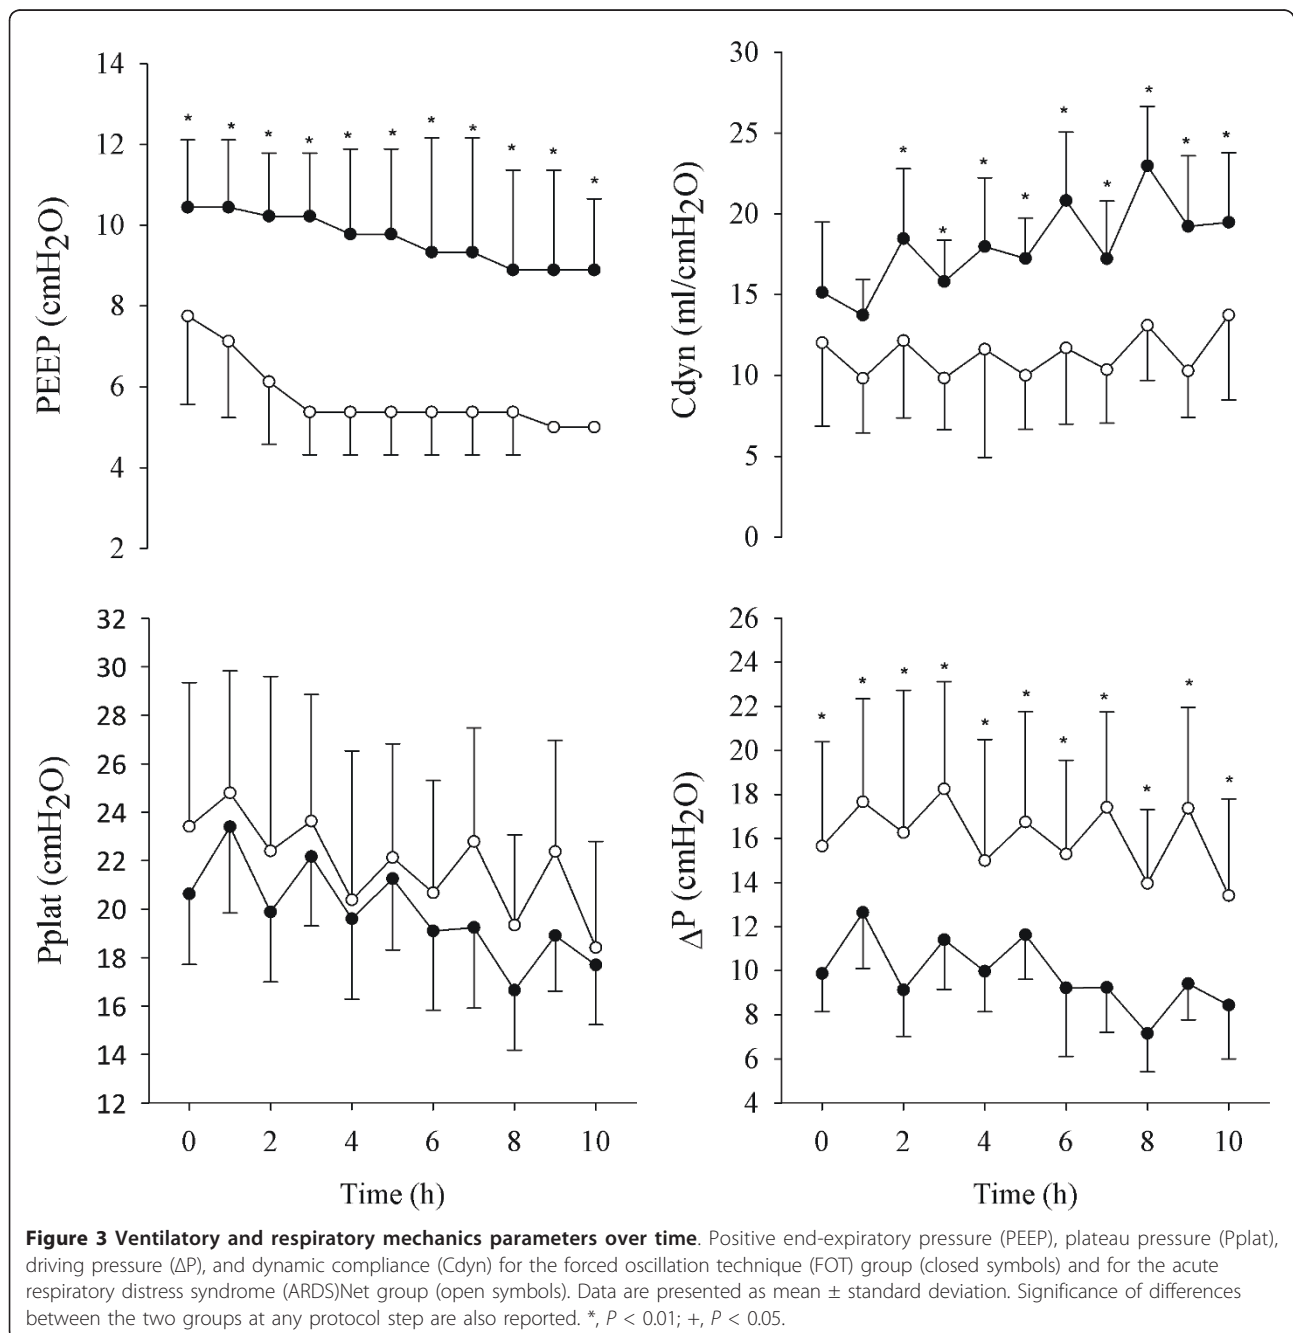 14
12
10
8
6
4
2
PEEP (cmH2O)
* * * * * * * * * * *
30
25
20
15
10
5
0
Cdyn (ml/cmH2O)
* * * * * * * * *
32
30
28
26
24
22
20
18
16
14
12
Pplat (cmH2O)
0 2 4 6 8 10
Time (h)
26
24
22
20
18
16
14
12
10
8
6
4
ΔP (cmH2O)
* * * * * * * * * * *
0 2 4 6 8 10
Time (h)
Figure 3 Ventilatory and respiratory mechanics parameters over time. Positive end-expiratory pressure (PEEP), plateau pressure (Pplat),
driving pressure (ΔP), and dynamic compliance (Cdyn) for the forced oscillation technique (FOT) group (closed symbols) and for the acute
respiratory distress syndrome (ARDS)Net group (open symbols). Data are presented as mean ± standard deviation. Significance of differences
between the two groups at any protocol step are also reported. *, P < 0.01; +, P < 0.05.